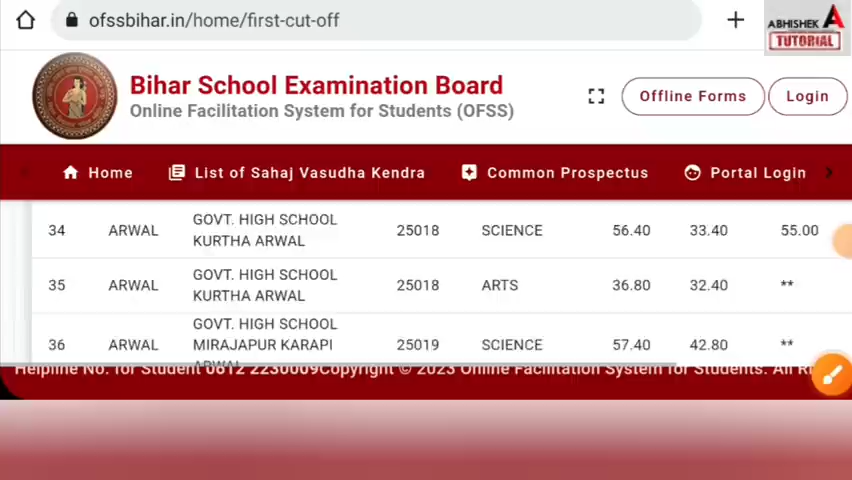 ofssbihar.in/home/first-cut-off
ABHISHEK A
TUTORIAL
Bihar School Examination Board
Online Facilitation System for Students (OFSS)
Offline Forms
Login
Home
List of Sahaj Vasudha Kendra
Common Prospectus
Portal Login
34 ARWAL GOVT. HIGH SCHOOL KURTHA ARWAL 25018 SCIENCE 56.40 33.40 55.00
35 ARWAL GOVT. HIGH SCHOOL KURTHA ARWAL 25018 ARTS 36.80 32.40 **
36 ARWAL GOVT. HIGH SCHOOL MIRAJAPUR KARAPI ARWAL 25019 SCIENCE 57.40 42.80 **
Helpline No. for Student 0612 2230009Copyright © 2023 Online Facilitation System for Students. All